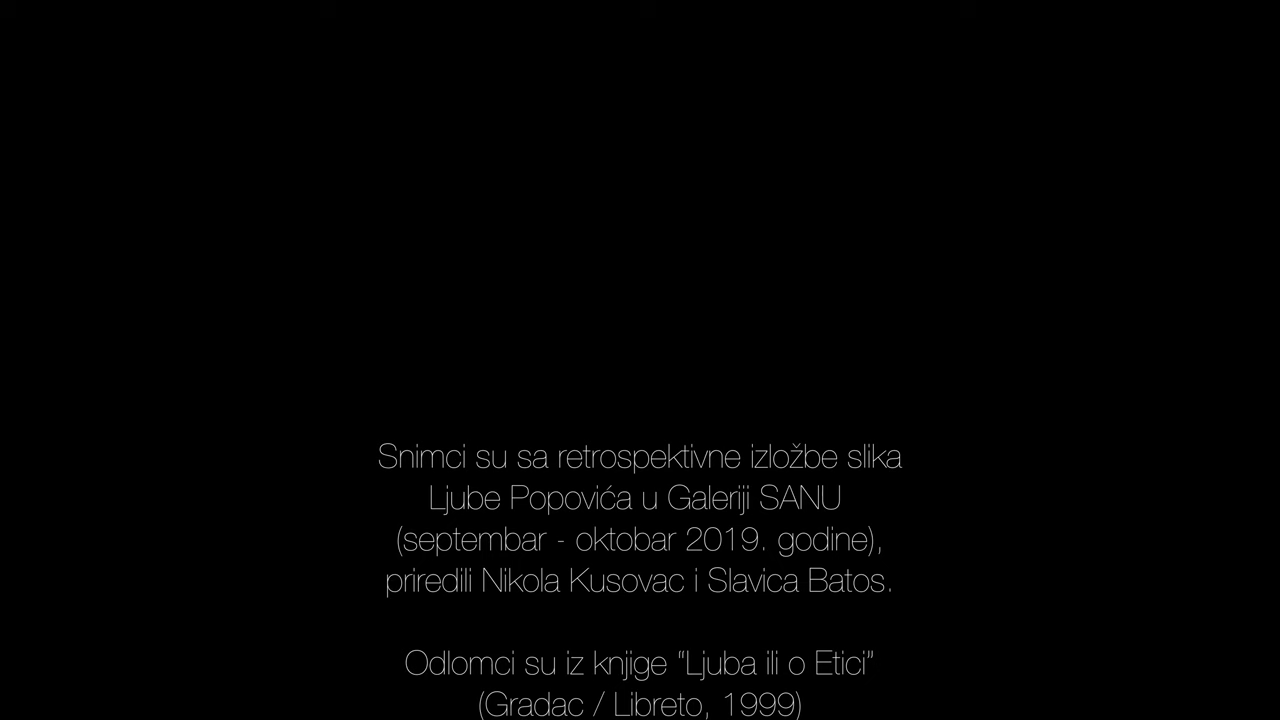 Snimci su sa retrospektivne izložbe slika
Ljube Popovića u Galeriji SANU
(septembar - oktobar 2019. godine),
priredili Nikola Kusovac i Slavica Batos.
Odlomci su iz knjige “Ljuba ili o Etici”
(Gradac / Libreto, 1999)